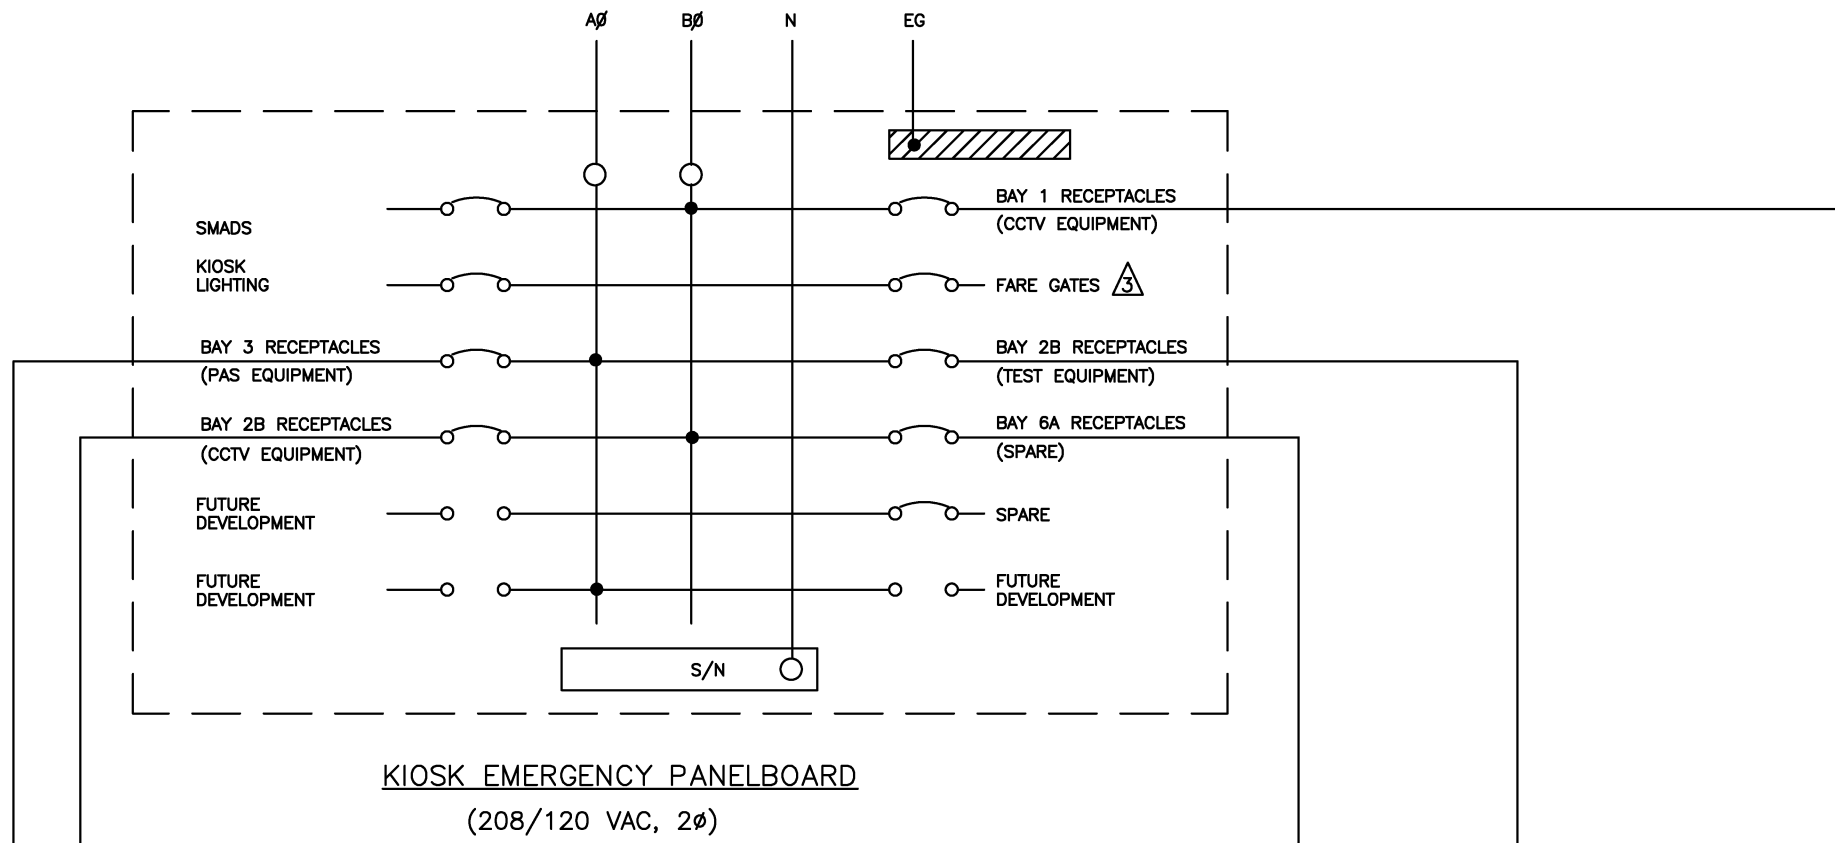 AØ
BØ
N
EG
SMADS
KIOSK
LIGHTING
BAY 3 RECEPTACLES
(PAS EQUIPMENT)
BAY 2B RECEPTACLES
(CCTV EQUIPMENT)
FUTURE
DEVELOPMENT
FUTURE
DEVELOPMENT
BAY 1 RECEPTACLES
(CCTV EQUIPMENT)
FARE GATES 3
BAY 2B RECEPTACLES
(TEST EQUIPMENT)
BAY 6A RECEPTACLES
(SPARE)
SPARE
FUTURE
DEVELOPMENT
S/N
KIOSK EMERGENCY PANELBOARD
(208/120 VAC, 2ø)